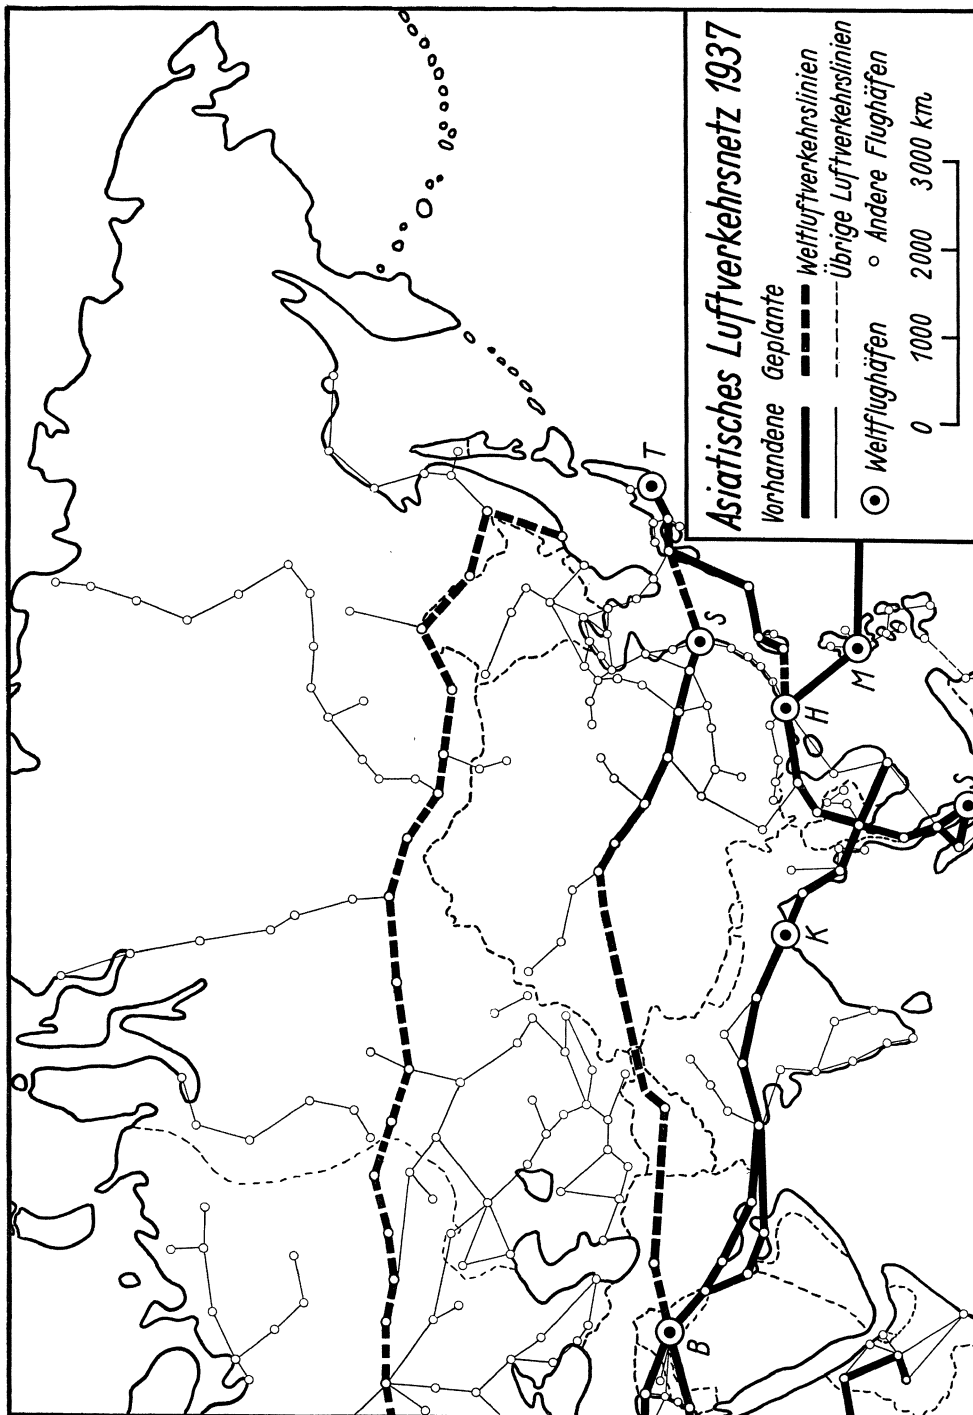 Asiatisches Luftverkehrsnetz 1937
Vorhandene Geplante
Weltluftverkehrslinien
Übrige Luftverkehrslinien
Weltflughäfen
Andere Flughäfen
0 1000 2000 3000 km
T
S
H
M
K
B
S